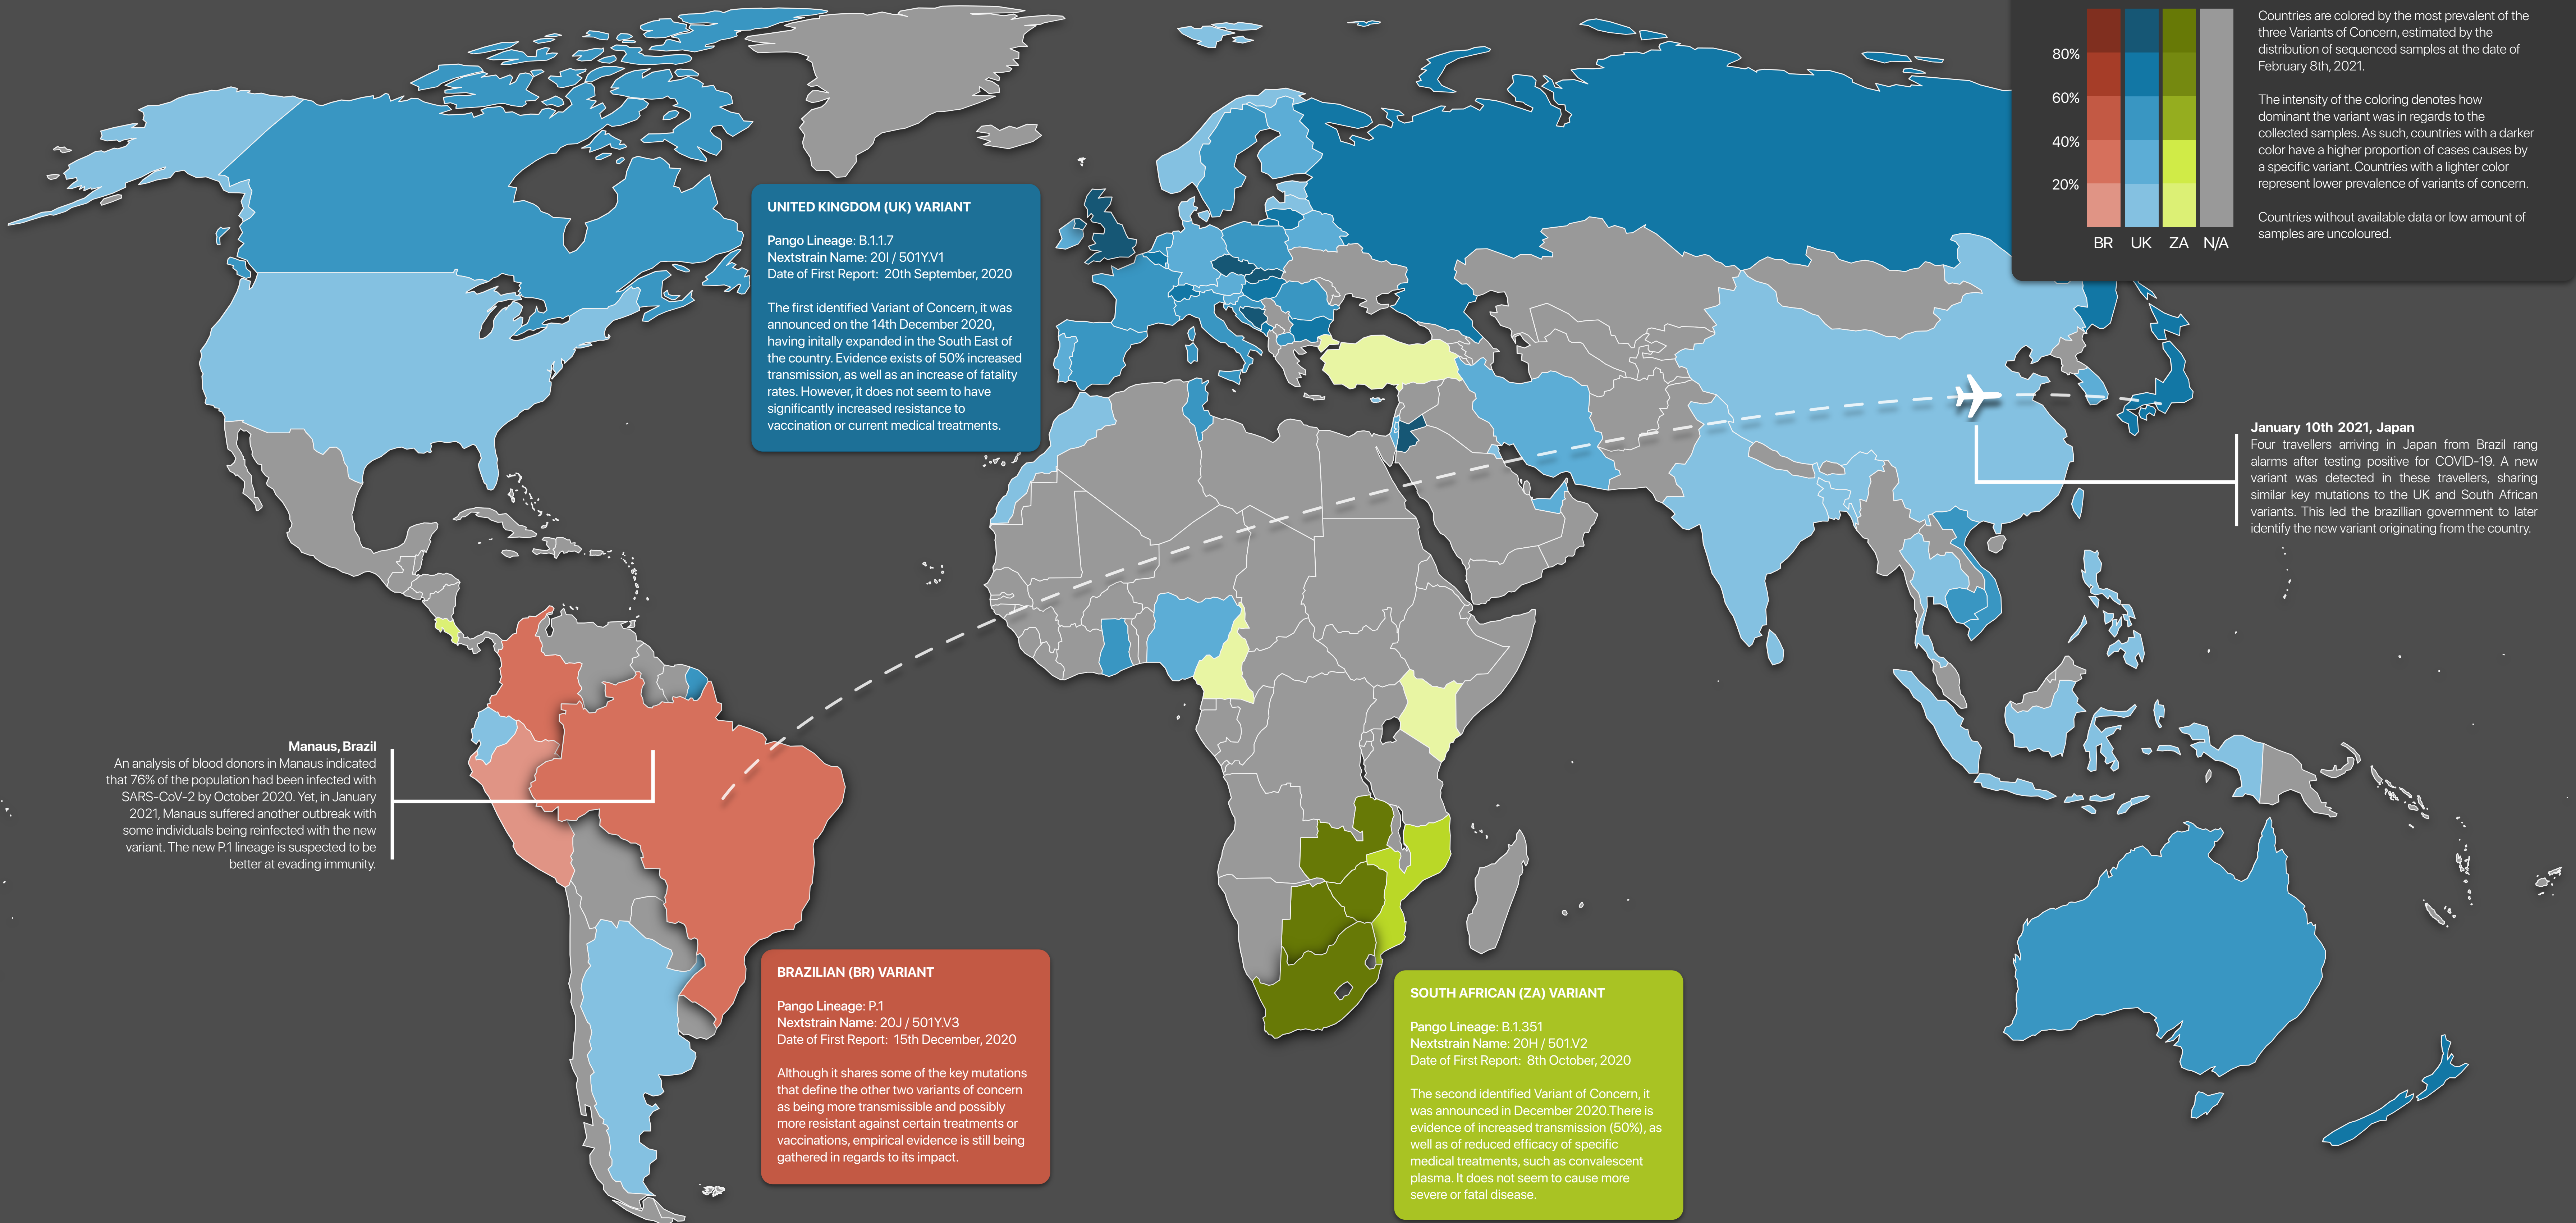 80%
60%
40%
20%
BR UK ZA N/A
Countries are colored by the most prevalent of the
three Variants of Concern, estimated by the
distribution of sequenced samples at the date of
February 8th, 2021.
The intensity of the coloring denotes how
dominant the variant was in regards to the
collected samples. As such, countries with a darker
color have a higher proportion of cases causes by
a specific variant. Countries with a lighter color
represent lower prevalence of variants of concern.
Countries without available data or low amount of
samples are uncoloured.
UNITED KINGDOM (UK) VARIANT
Pango Lineage: B.1.1.7
Nextstrain Name: 20I / 501Y.V1
Date of First Report: 20th September, 2020
The first identified Variant of Concern, it was
announced on the 14th December 2020,
having initally expanded in the South East of
the country. Evidence exists of 50% increased
transmission, as well as an increase of fatality
rates. However, it does not seem to have
significantly increased resistance to
vaccination or current medical treatments.
January 10th 2021, Japan
Four travellers arriving in Japan from Brazil rang
alarms after testing positive for COVID-19. A new
variant was detected in these travellers, sharing
similar key mutations to the UK and South African
variants. This led the brazillian government to later
identify the new variant originating from the country.
Manaus, Brazil
An analysis of blood donors in Manaus indicated
that 76% of the population had been infected with
SARS-CoV-2 by October 2020. Yet, in January
2021, Manaus suffered another outbreak with
some individuals being reinfected with the new
variant. The new P.1 lineage is suspected to be
better at evading immunity.
BRAZILIAN (BR) VARIANT
Pango Lineage: P.1
Nextstrain Name: 20J / 501Y.V3
Date of First Report: 15th December, 2020
Although it shares some of the key mutations
that define the other two variants of concern
as being more transmissible and possibly
more resistant against certain treatments or
vaccinations, empirical evidence is still being
gathered in regards to its impact.
SOUTH AFRICAN (ZA) VARIANT
Pango Lineage: B.1.351
Nextstrain Name: 20H / 501.V2
Date of First Report: 8th October, 2020
The second identified Variant of Concern, it
was announced in December 2020.There is
evidence of increased transmission (50%), as
well as of reduced efficacy of specific
medical treatments, such as convalescent
plasma. It does not seem to cause more
severe or fatal disease.